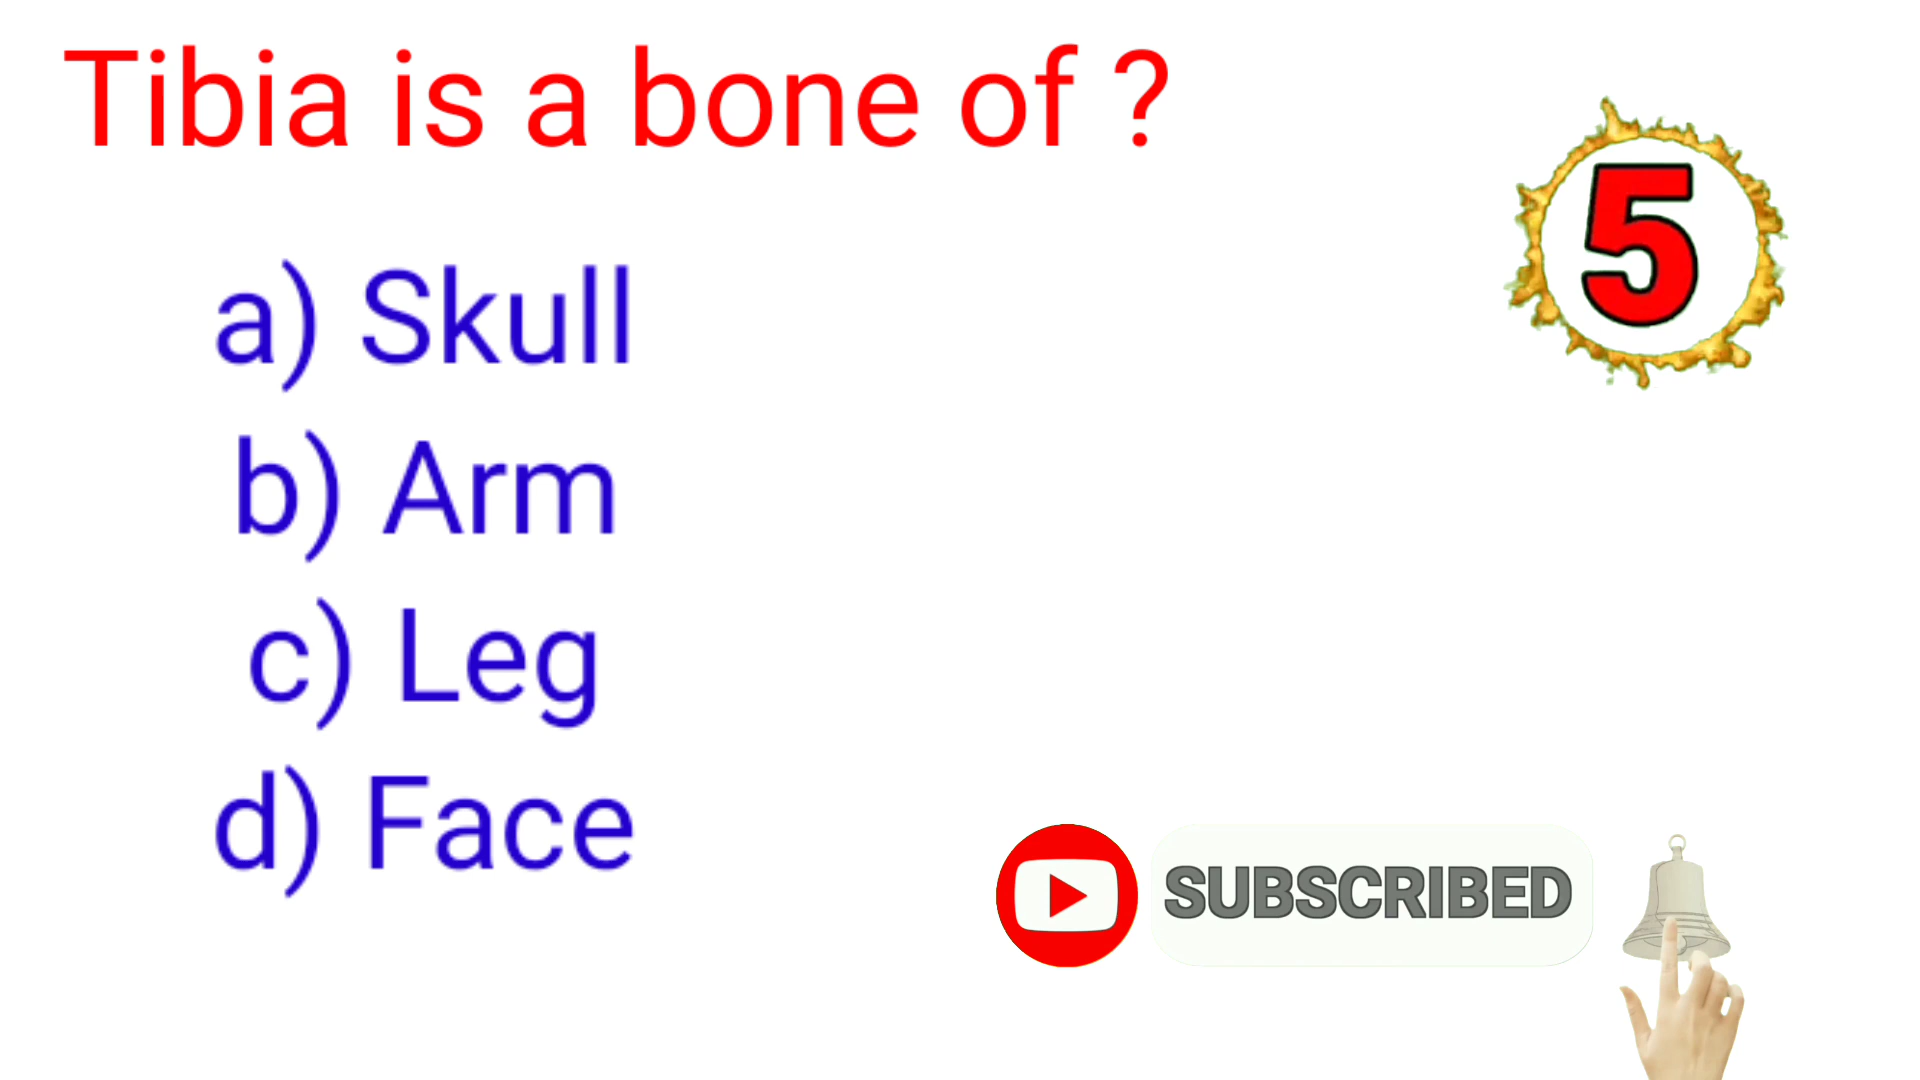 Tibia is a bone of ?
5
a) Skull
b) Arm
c) Leg
d) Face
SUBSCRIBED